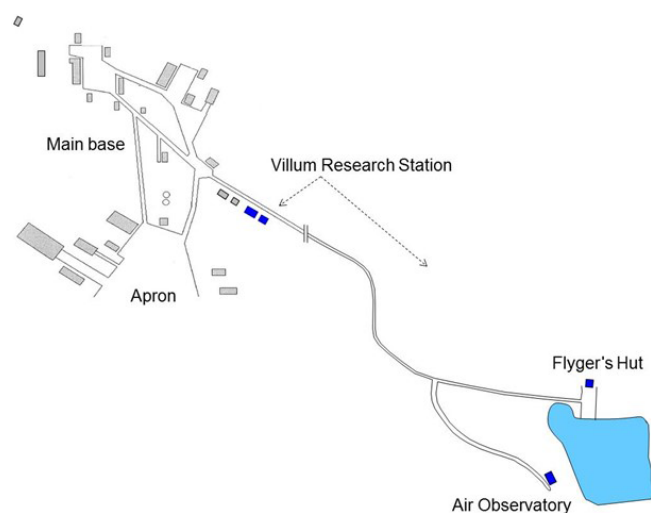 Main base
Villum Research Station
Apron
Flyger's Hut
Air Observatory